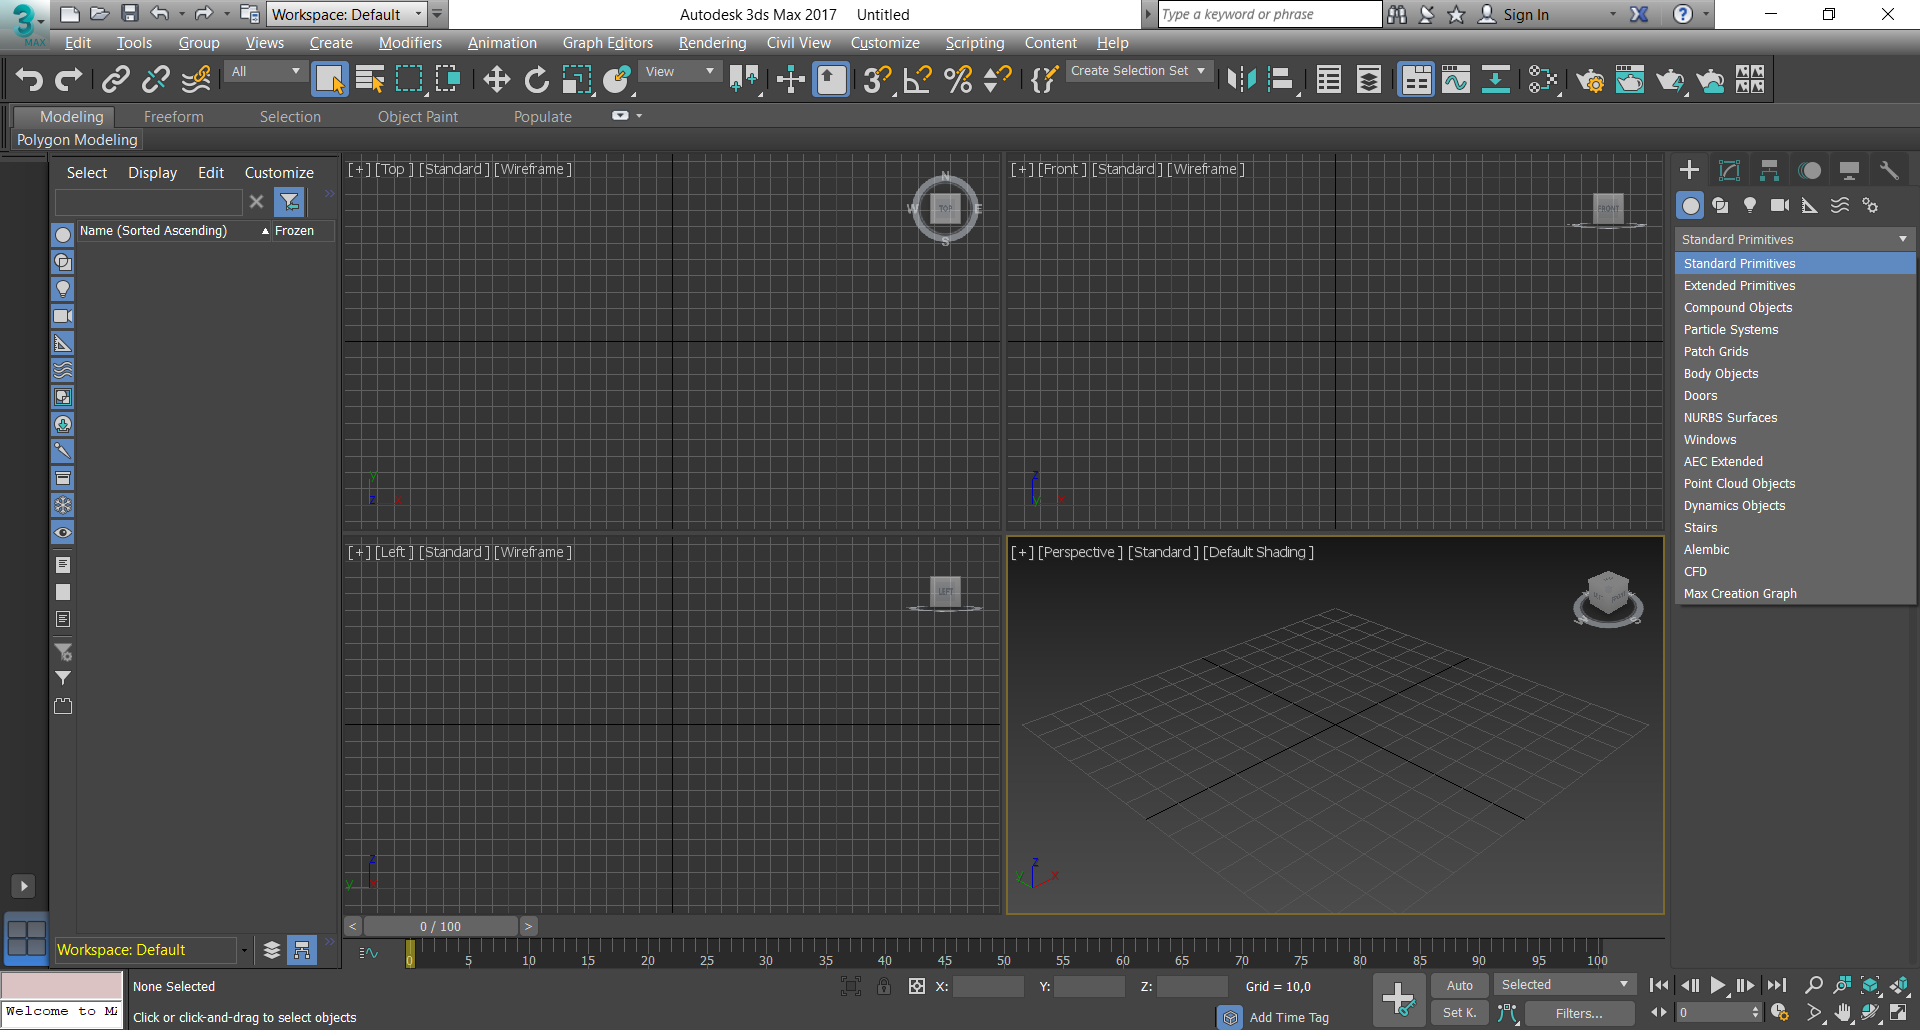 Workspace: Default
Autodesk 3ds Max 2017 Untitled
Type a keyword or phrase
Sign In
MAX
Edit Tools Group Views Create Modifiers Animation Graph Editors Rendering Civil View Customize Scripting Content Help
All
View
Create Selection Set
Modeling Freeform Selection Object Paint Populate
Polygon Modeling
Select Display Edit Customize
Name (Sorted Ascending) Frozen
[+] [Top] [Standard] [Wireframe]
N
W TOP E
S
y
z x
[+] [Front] [Standard] [Wireframe]
FRONT
z
y x
[+] [Left] [Standard] [Wireframe]
LEFT
z
y x
[+] [Perspective] [Standard] [Default Shading]
z
y x
Standard Primitives
Standard Primitives
Extended Primitives
Compound Objects
Particle Systems
Patch Grids
Body Objects
Doors
NURBS Surfaces
Windows
AEC Extended
Point Cloud Objects
Dynamics Objects
Stairs
Alembic
CFD
Max Creation Graph
< 0 / 100 >
Workspace: Default
0 5 10 15 20 25 30 35 40 45 50 55 60 65 70 75 80 85 90 95 100
None Selected
X: Y: Z: Grid = 10,0
Auto Selected
Welcome to MA
Click or click-and-drag to select objects
Add Time Tag
Set K. Filters...
0